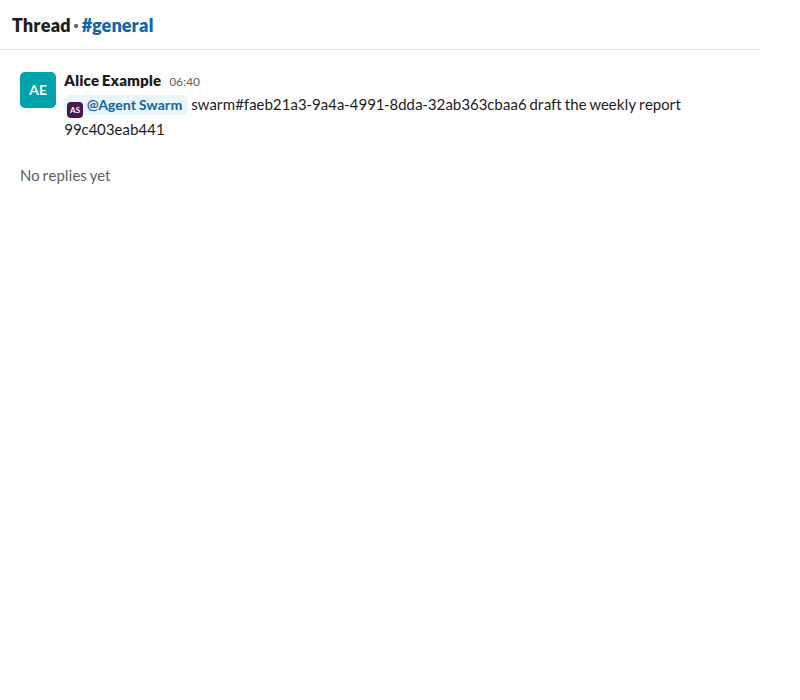 Thread • #general
AE
Alice Example 06:40
AS @Agent Swarm swarm#faeb21a3-9a4a-4991-8dda-32ab363cbaa6 draft the weekly report
99c403eab441
No replies yet